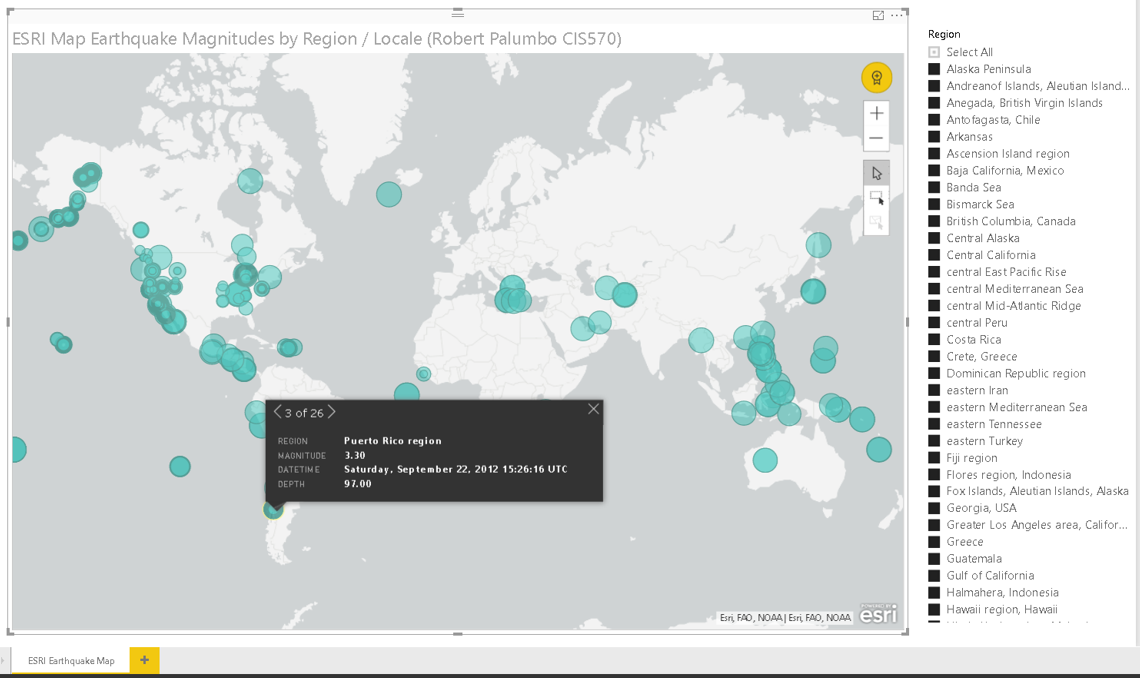 ESRI Map Earthquake Magnitudes by Region / Locale (Robert Palumbo CIS570)
3 of 26
REGION Puerto Rico region
MAGNITUDE 3.30
DATETIME Saturday, September 22, 2012 15:26:16 UTC
DEPTH 97.00
Esri, FAO, NOAA | Esri, FAO, NOAA
POWERED BY
esri
Region
Select All
Alaska Peninsula
Andreanof Islands, Aleutian Island...
Anegada, British Virgin Islands
Antofagasta, Chile
Arkansas
Ascension Island region
Baja California, Mexico
Banda Sea
Bismarck Sea
British Columbia, Canada
Central Alaska
Central California
central East Pacific Rise
central Mediterranean Sea
central Mid-Atlantic Ridge
central Peru
Costa Rica
Crete, Greece
Dominican Republic region
eastern Iran
eastern Mediterranean Sea
eastern Tennessee
eastern Turkey
Fiji region
Flores region, Indonesia
Fox Islands, Aleutian Islands, Alaska
Georgia, USA
Greater Los Angeles area, Califor...
Greece
Guatemala
Gulf of California
Halmahera, Indonesia
Hawaii region, Hawaii
ESRI Earthquake Map